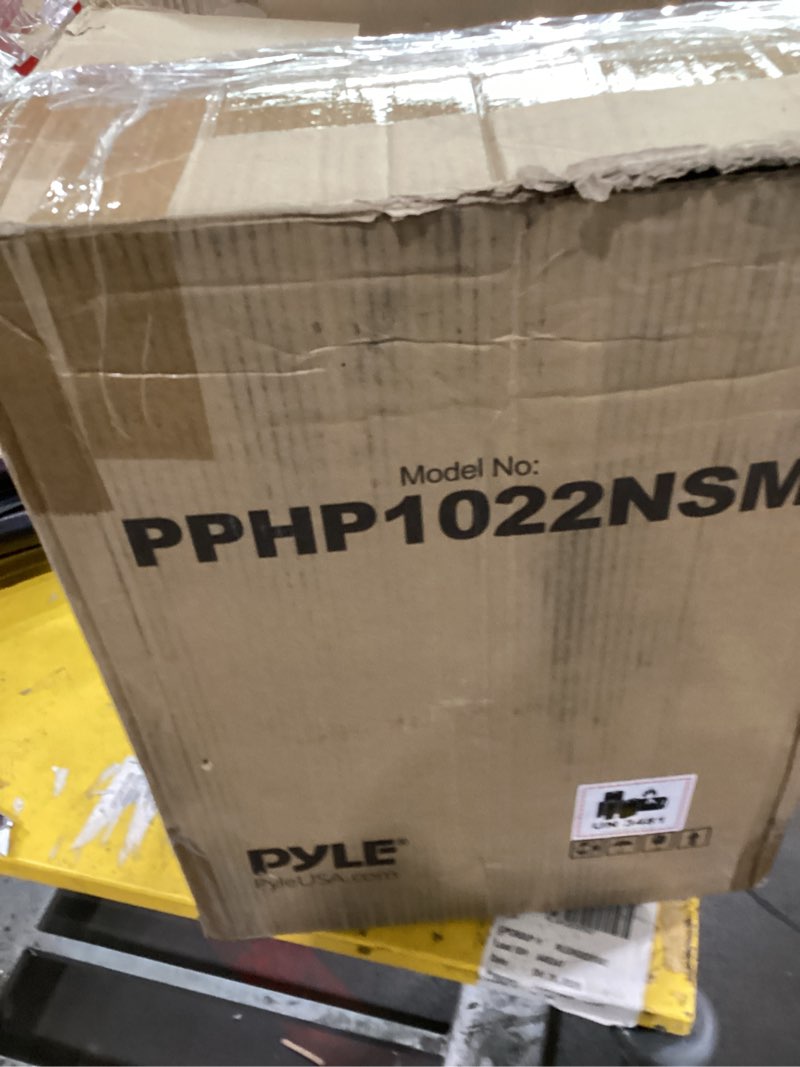 Model No:
PPHP1022NSM
PYLE®
PyleUSA.com
UN 3481